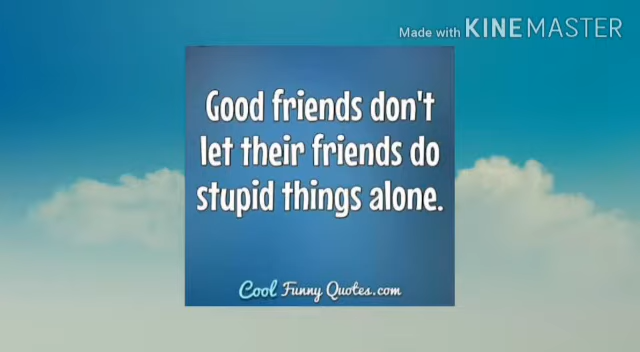 Made with KINEMASTER
Good friends don't
let their friends do
stupid things alone.
Cool Funny Quotes.com